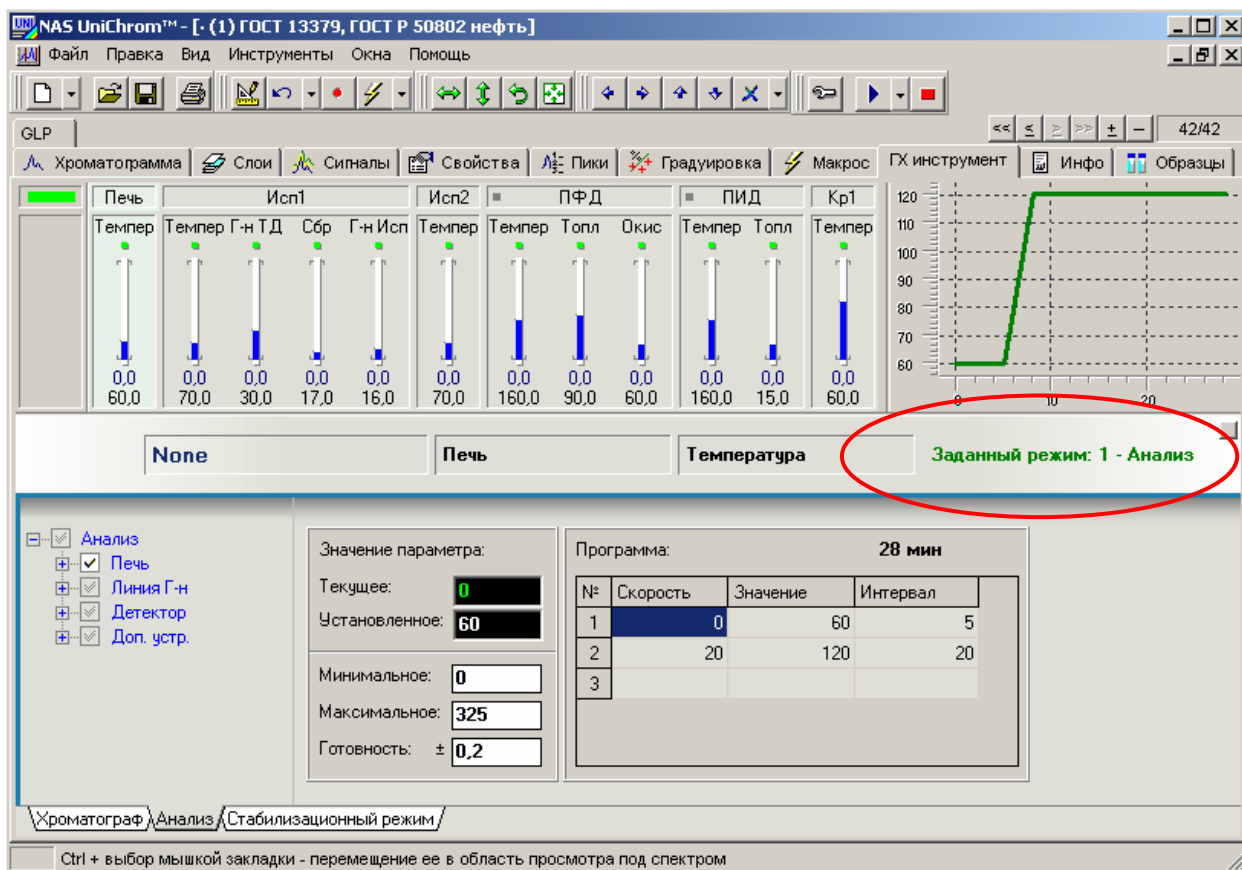 NAS UniChrom™ - [· (1) ГОСТ 13379, ГОСТ Р 50802 нефть]
Файл Правка Вид Инструменты Окна Помощь
GLP << < > >> ± – 42/42
Хроматограмма Слои Сигналы Свойства Пики Градуировка Макрос ГХ инструмент Инфо Образцы
Печь Исп1 Исп2 ПФД ПИД Кр1
Темпер Темпер Г-н ТД Сбр Г-н Исп Темпер Темпер Топл Окис Темпер Топл Темпер
0,0 0,0 0,0 0,0 0,0 0,0 0,0 0,0 0,0 0,0 0,0 0,0
60,0 70,0 30,0 17,0 16,0 70,0 160,0 90,0 60,0 160,0 15,0 60,0
120
110
100
90
80
70
60
0 10 20
None Печь Температура Заданный режим: 1 - Анализ
Анализ
Печь
Линия Г-н
Детектор
Доп. устр.
Значение параметра:
Текущее: 0
Установленное: 60
Минимальное: 0
Максимальное: 325
Готовность: ± 0,2
Программа: 28 мин
№ Скорость Значение Интервал
1 0 60 5
2 20 120 20
3
Хроматограф Анализ Стабилизационный режим
Ctrl + выбор мышкой закладки - перемещение ее в область просмотра под спектром